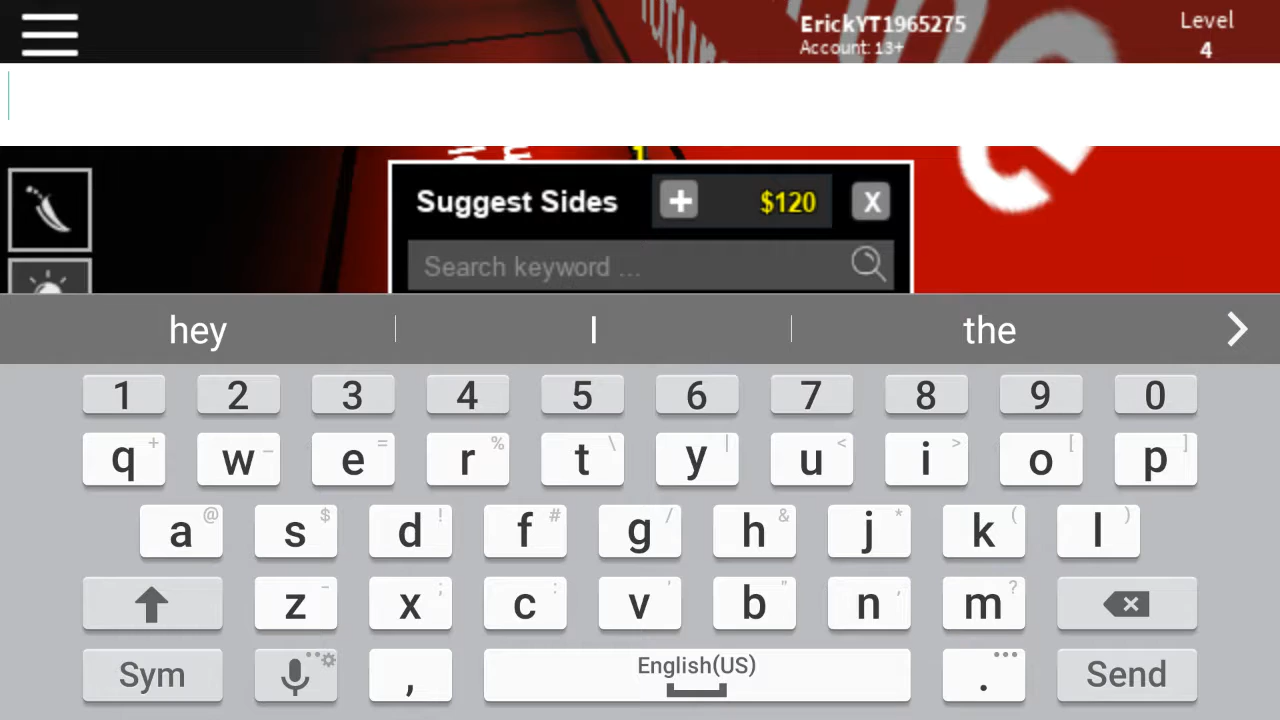 ErickYT1965275
Account: 13+
Level
4
1
Suggest Sides + $120 X
Search keyword ...
hey I the
1 2 3 4 5 6 7 8 9 0
q + w - e = r % t \ y | u < i > o [ p ]
a @ s $ d ! f # g / h & j * k ( l )
z - x ; c : v ' b " n , m ?
Sym , English(US) . Send